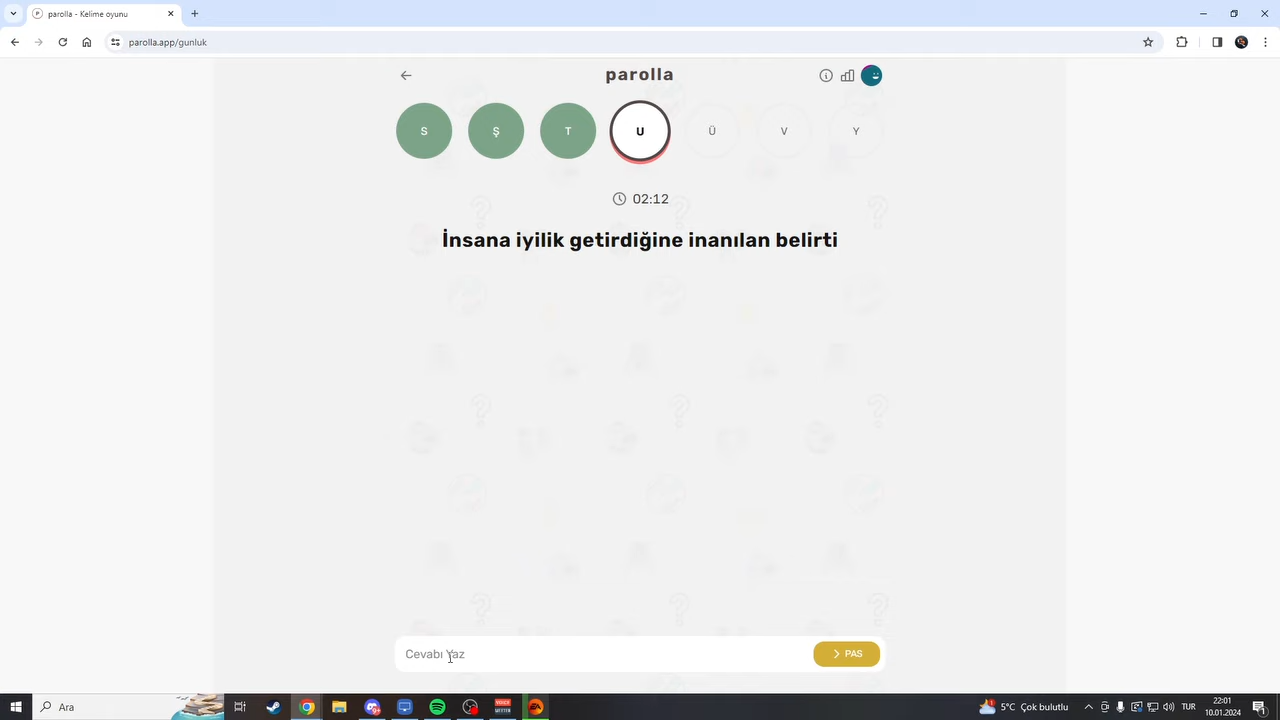 parolla - Kelime oyunu
parolla.app/gunluk
parolla
S Ş T U Ü V Y
02:12
İnsana iyilik getirdiğine inanılan belirti
Cevabı Yaz
PAS
Ara
5°C Çok bulutlu
TUR
22:01
10.01.2024